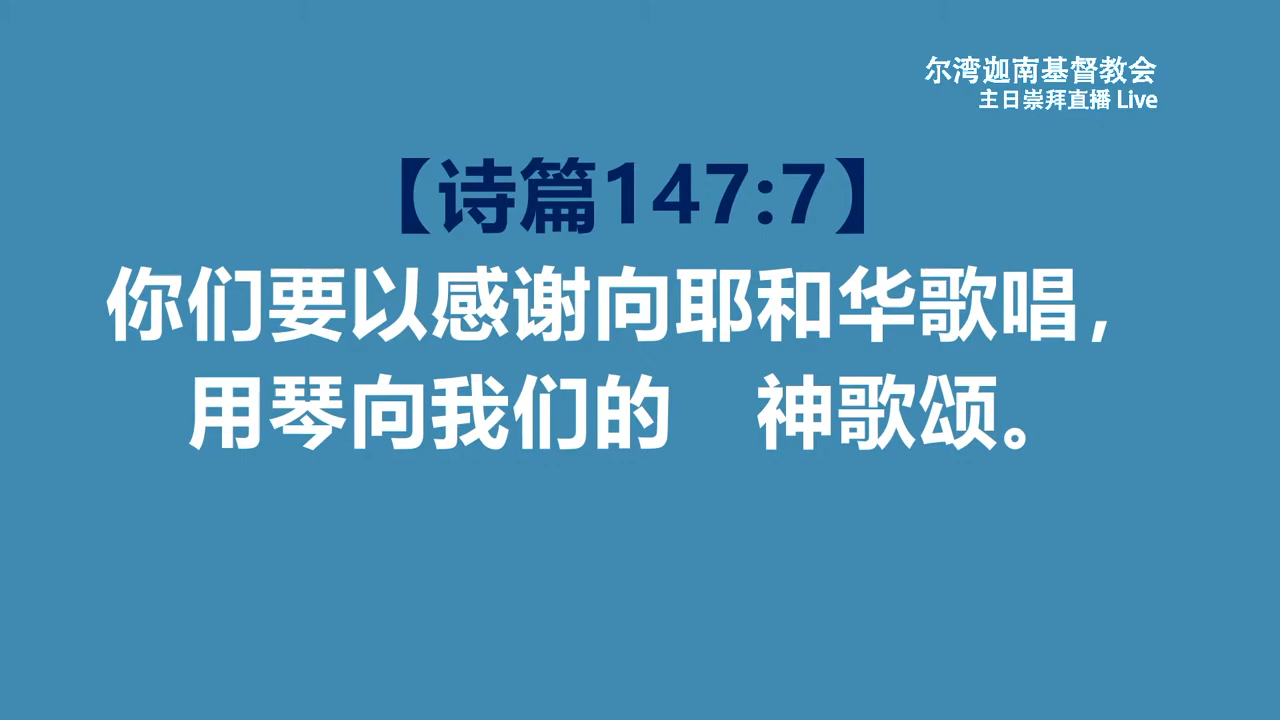 尔湾迦南基督教会
主日崇拜直播 Live
【诗篇147:7】
你们要以感谢向耶和华歌唱，
用琴向我们的　神歌颂。